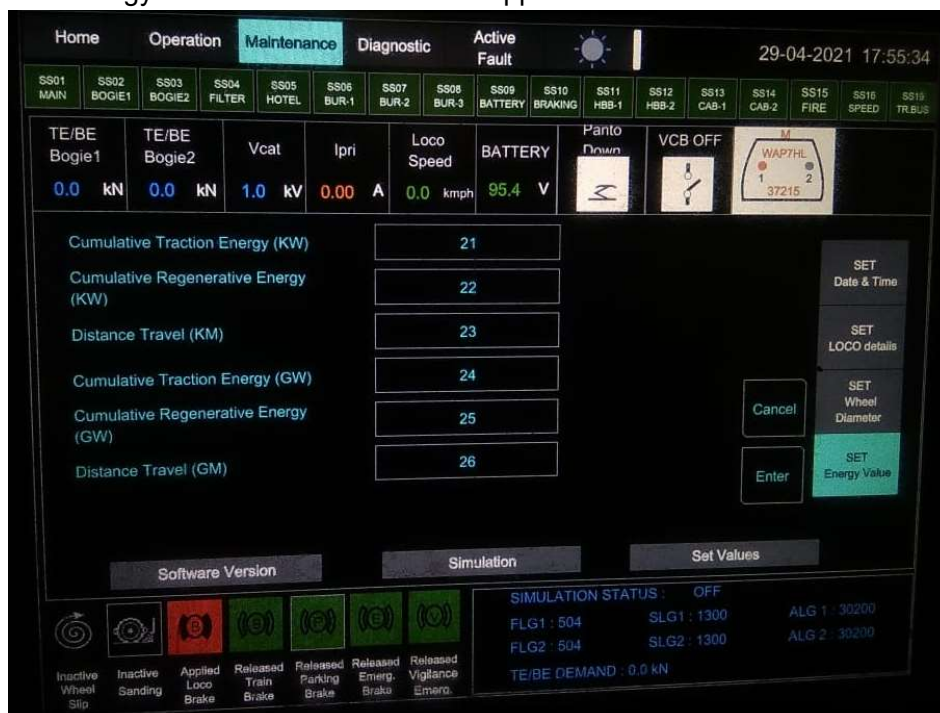 Home Operation Maintenance Diagnostic Active Fault 29-04-2021 17:55:34
SS01 MAIN
SS02 BOGIE1
SS03 BOGIE2
SS04 FILTER
SS05 HOTEL
SS06 BUR-1
SS07 BUR-2
SS08 BUR-3
SS09 BATTERY
SS10 BRAKING
SS11 HBB-1
SS12 HBB-2
SS13 CAB-1
SS14 CAB-2
SS15 FIRE
SS16 SPEED
SS19 TR.BUS
TE/BE Bogie1
0.0 kN
TE/BE Bogie2
0.0 kN
Vcat
1.0 kV
Ipri
0.00 A
Loco Speed
0.0 kmph
BATTERY
95.4 V
Panto Down
VCB OFF
M
WAP7HL
1 2
37215
Cumulative Traction Energy (KW) 21
Cumulative Regenerative Energy (KW) 22
Distance Travel (KM) 23
Cumulative Traction Energy (GW) 24
Cumulative Regenerative Energy (GW) 25
Distance Travel (GM) 26
SET
Date & Time
SET
LOCO details
SET
Wheel
Diameter
SET
Energy Value
Cancel
Enter
Software Version Simulation Set Values
(B) (B) (P) (E) (V)
Inactive Wheel Slip
Inactive Sanding
Applied Loco Brake
Released Train Brake
Released Parking Brake
Released Emerg. Brake
Released Vigilance Emerg.
SIMULATION STATUS : OFF
FLG1 : 504 SLG1 : 1300 ALG 1 : 30200
FLG2 : 504 SLG2 : 1300 ALG 2 : 30200
TE/BE DEMAND : 0.0 kN